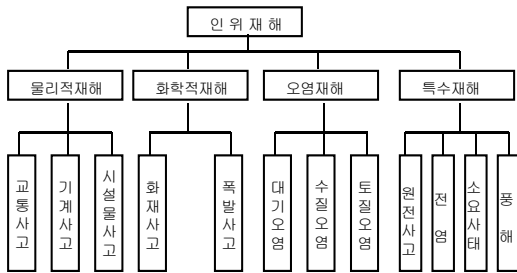 인위재해
물리적재해
화학적재해
오염재해
특수재해
교통사고
기계사고
시설물사고
화재사고
폭발사고
대기오염
수질오염
토질오염
원전사고
전염
소요사태
풍해